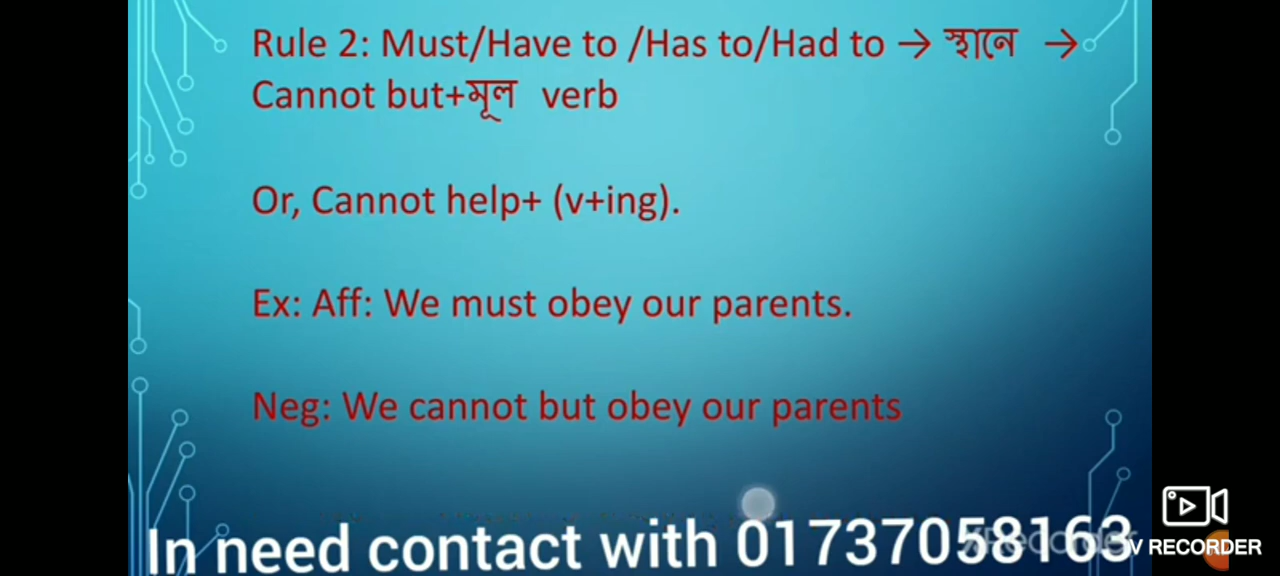 Rule 2: Must/Have to /Has to/Had to → স্থানে →
Cannot but+মূল verb
Or, Cannot help+ (v+ing).
Ex: Aff: We must obey our parents.
Neg: We cannot but obey our parents
In need contact with 01737058163
V RECORDER